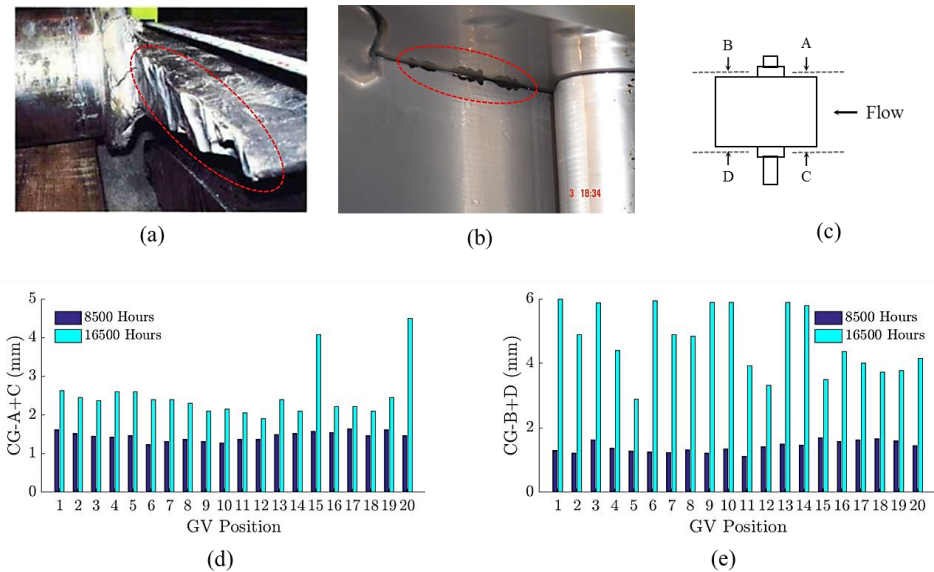 3 18:34
(a)
(b)
B
A
Flow
D
C
(c)
5
4
3
2
1
0
CG-A+C (mm)
8500 Hours
16500 Hours
1 2 3 4 5 6 7 8 9 10 11 12 13 14 15 16 17 18 19 20
GV Position
(d)
6
4
2
0
CG-B+D (mm)
8500 Hours
16500 Hours
1 2 3 4 5 6 7 8 9 10 11 12 13 14 15 16 17 18 19 20
GV Position
(e)